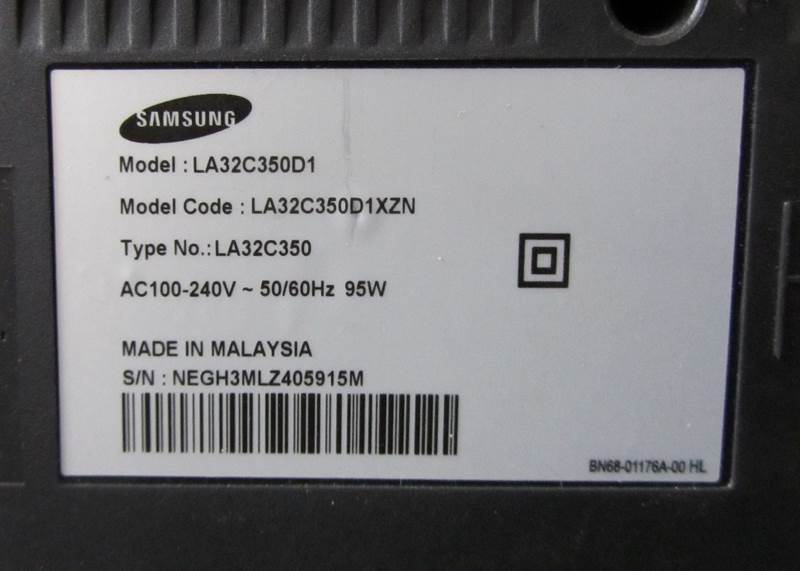 SAMSUNG
Model : LA32C350D1
Model Code : LA32C350D1XZN
Type No.:LA32C350
AC100-240V ~ 50/60Hz 95W
MADE IN MALAYSIA
S/N : NEGH3MLZ405915M
BN68-01176A-00 HL